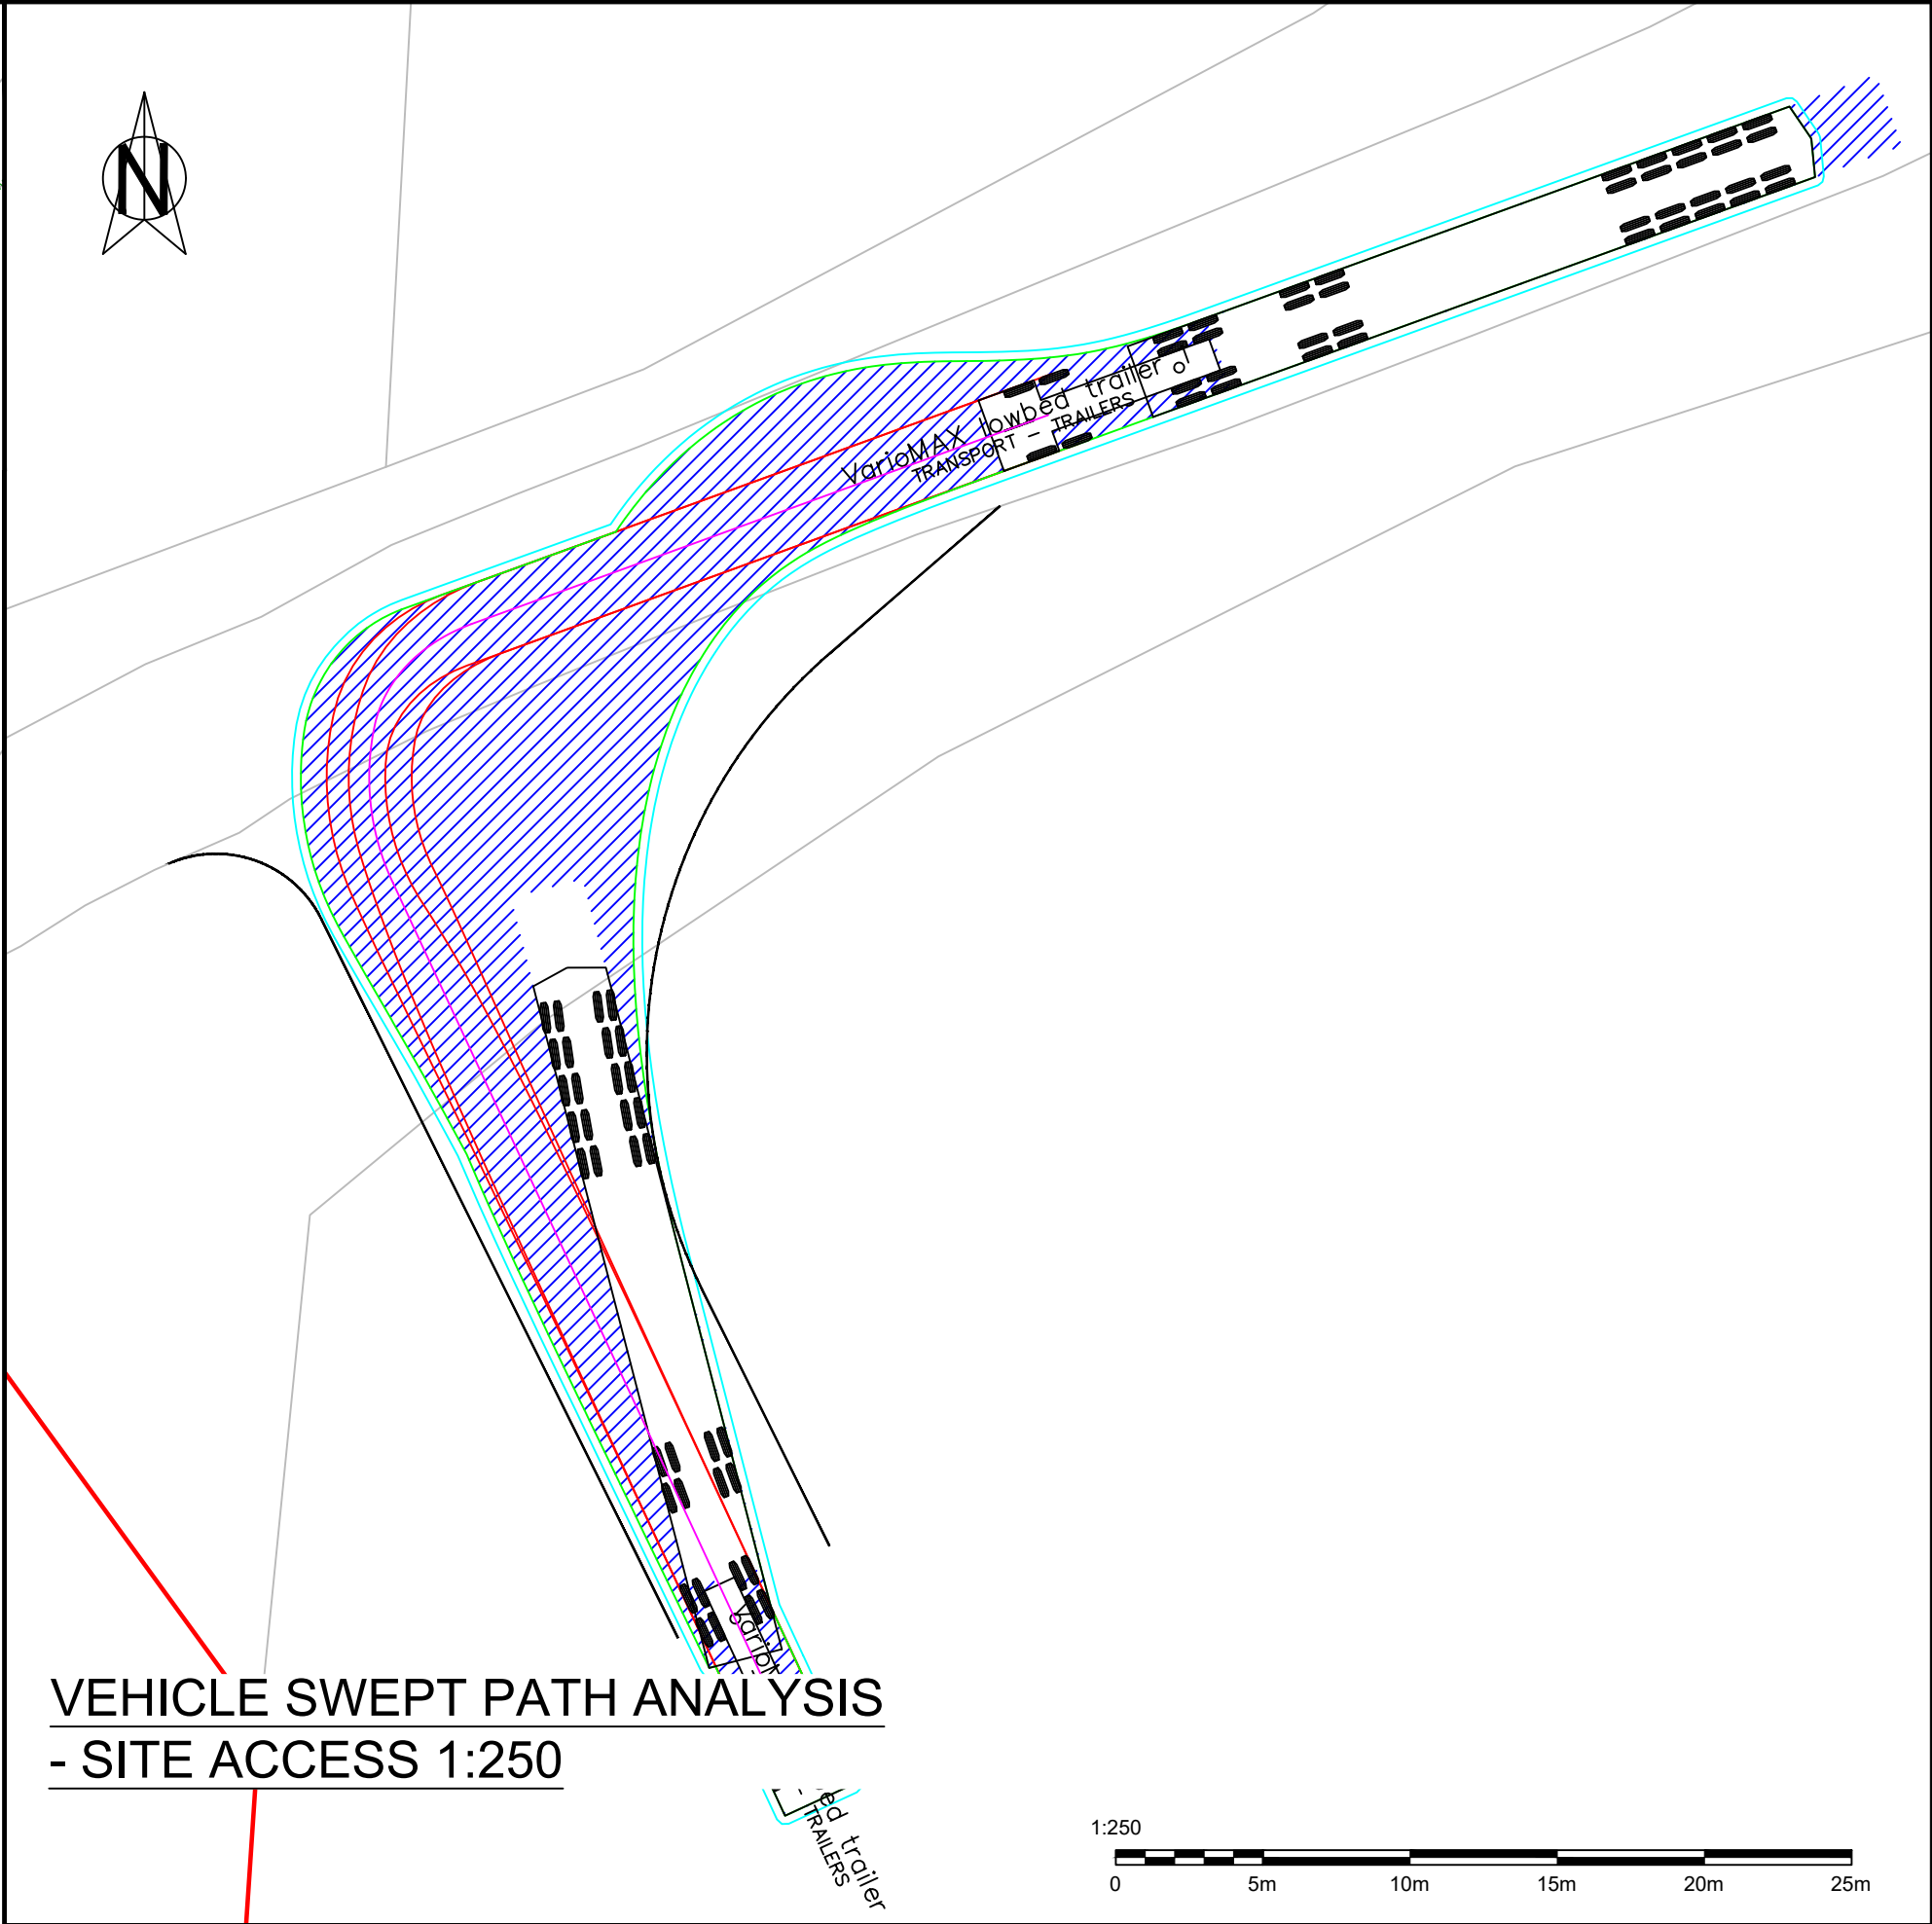 N
VarioMAX lowbed trailer
TRANSPORT - TRAILERS
VEHICLE SWEPT PATH ANALYSIS
- SITE ACCESS 1:250
ed trailer
- TRAILERS
1:250
0 5m 10m 15m 20m 25m